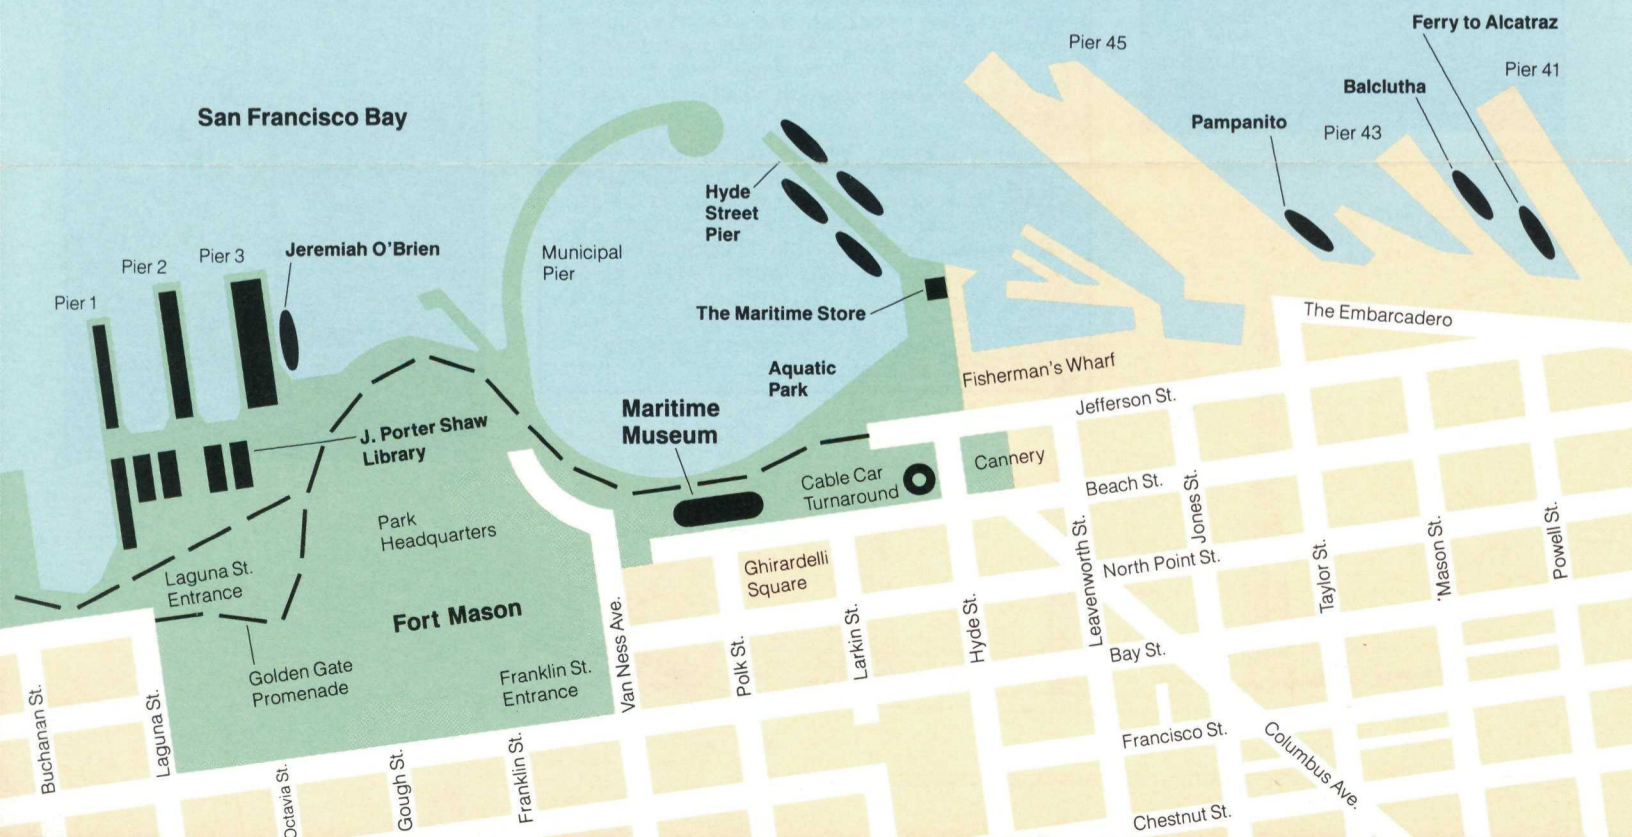 Ferry to Alcatraz
Pier 45
Pier 41
Balclutha
San Francisco Bay
Pampanito
Pier 43
Hyde
Street
Pier
Pier 3
Jeremiah O'Brien
Municipal
Pier
Pier 2
Pier 1
The Maritime Store
The Embarcadero
Aquatic
Park
Fisherman's Wharf
Maritime
Museum
Jefferson St.
J. Porter Shaw
Library
Cannery
Cable Car
Turnaround
Beach St.
Jones St.
Park
Headquarters
Leavenworth St.
North Point St.
Taylor St.
Mason St.
Powell St.
Ghirardelli
Square
Laguna St.
Entrance
Fort Mason
Van Ness Ave.
Polk St.
Larkin St.
Hyde St.
Bay St.
Golden Gate
Promenade
Franklin St.
Entrance
Buchanan St.
Laguna St.
Francisco St.
Columbus Ave.
Octavia St.
Gough St.
Franklin St.
Chestnut St.